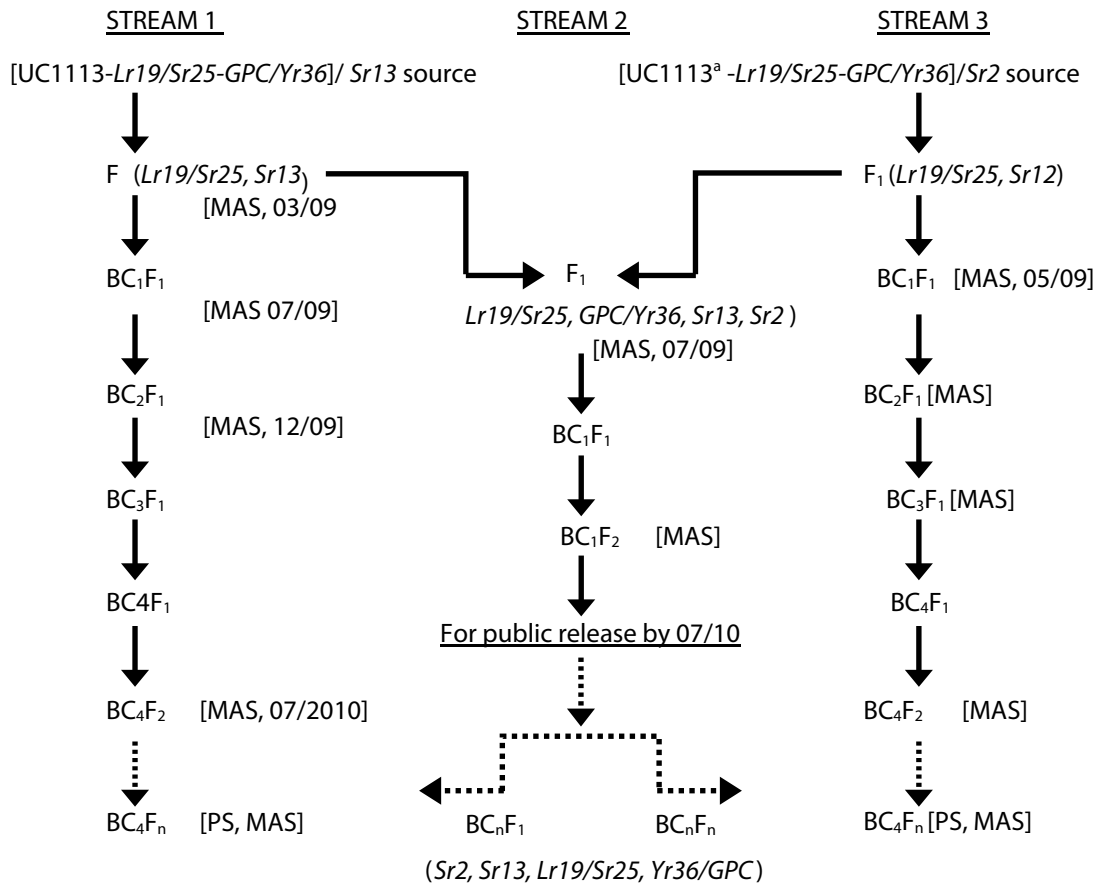 STREAM 1
[UC1113-Lr19/Sr25-GPC/Yr36]/ Sr13 source
F (Lr19/Sr25, Sr13)
[MAS, 03/09
BC₁F₁
[MAS 07/09]
BC₂F₁
[MAS, 12/09]
BC₃F₁
BC4F₁
BC₄F₂ [MAS, 07/2010]
BC₄Fₙ [PS, MAS]
STREAM 2
F₁
Lr19/Sr25, GPC/Yr36, Sr13, Sr2 )
[MAS, 07/09]
BC₁F₁
BC₁F₂ [MAS]
For public release by 07/10
BCₙF₁ BCₙFₙ
(Sr2, Sr13, Lr19/Sr25, Yr36/GPC)
STREAM 3
[UC1113ᵃ -Lr19/Sr25-GPC/Yr36]/Sr2 source
F₁ (Lr19/Sr25, Sr12)
BC₁F₁ [MAS, 05/09]
BC₂F₁ [MAS]
BC₃F₁ [MAS]
BC₄F₁
BC₄F₂ [MAS]
BC₄Fₙ [PS, MAS]